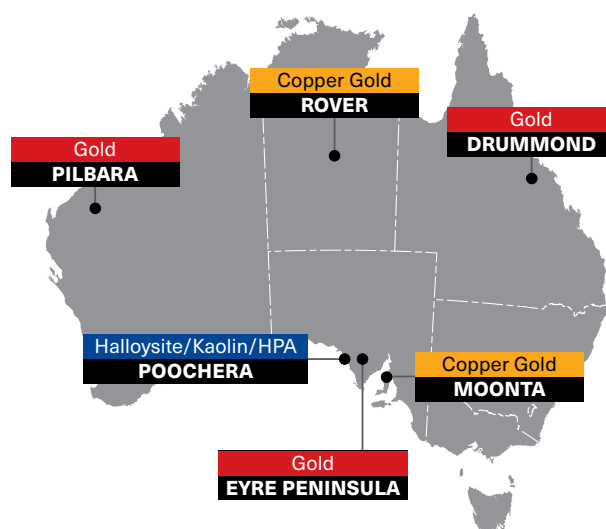 Copper Gold
ROVER
Gold
DRUMMOND
Gold
PILBARA
Halloysite/Kaolin/HPA
POOCHERA
Copper Gold
MOONTA
Gold
EYRE PENINSULA